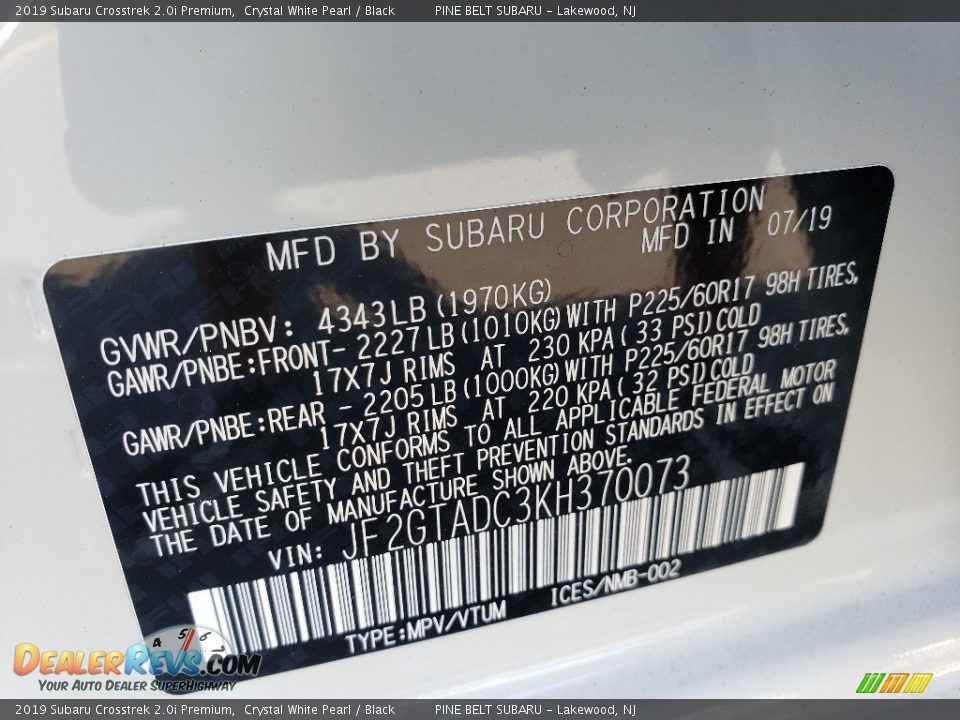 2019 Subaru Crosstrek 2.0i Premium,  Crystal White Pearl / Black          PINE BELT SUBARU - Lakewood, NJ
MFD BY SUBARU CORPORATION
MFD IN 07/19
GVWR/PNBV: 4343LB(1970KG)
GAWR/PNBE:FRONT- 2227LB(1010KG)WITH P225/60R17 98H TIRES,
17X7J RIMS AT 230 KPA( 33 PSI)COLD
GAWR/PNBE:REAR - 2205LB(1000KG)WITH P225/60R17 98H TIRES,
17X7J RIMS AT 220 KPA( 32 PSI)COLD
THIS VEHICLE CONFORMS TO ALL APPLICABLE FEDERAL MOTOR
VEHICLE SAFETY AND THEFT PREVENTION STANDARDS IN EFFECT ON
THE DATE OF MANUFACTURE SHOWN ABOVE.
VIN: JF2GTADC3KH370073
TYPE:MPV/VTUM ICES/NMB-002
4 5 6 7
DEALERREVS.COM
YOUR AUTO DEALER SUPERHIGHWAY
2019 Subaru Crosstrek 2.0i Premium,  Crystal White Pearl / Black          PINE BELT SUBARU - Lakewood, NJ